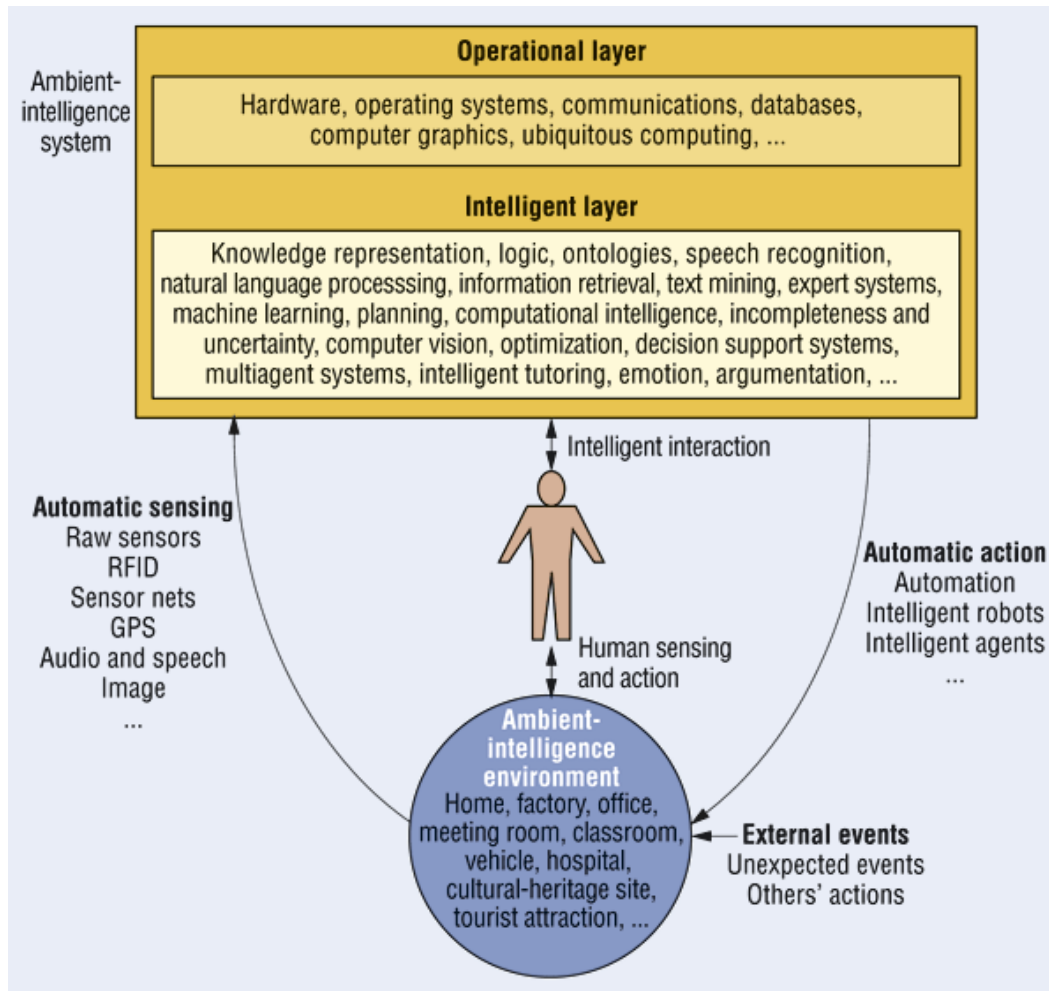 Operational layer
Ambient-
intelligence
system
Hardware, operating systems, communications, databases,
computer graphics, ubiquitous computing, ...
Intelligent layer
Knowledge representation, logic, ontologies, speech recognition,
natural language processsing, information retrieval, text mining, expert systems,
machine learning, planning, computational intelligence, incompleteness and
uncertainty, computer vision, optimization, decision support systems,
multiagent systems, intelligent tutoring, emotion, argumentation, ...
Intelligent interaction
Automatic sensing
Raw sensors
RFID
Sensor nets
GPS
Audio and speech
Image
...
Automatic action
Automation
Intelligent robots
Intelligent agents
...
Human sensing
and action
Ambient-
intelligence
environment
Home, factory, office,
meeting room, classroom,
vehicle, hospital,
cultural-heritage site,
tourist attraction, ...
External events
Unexpected events
Others' actions